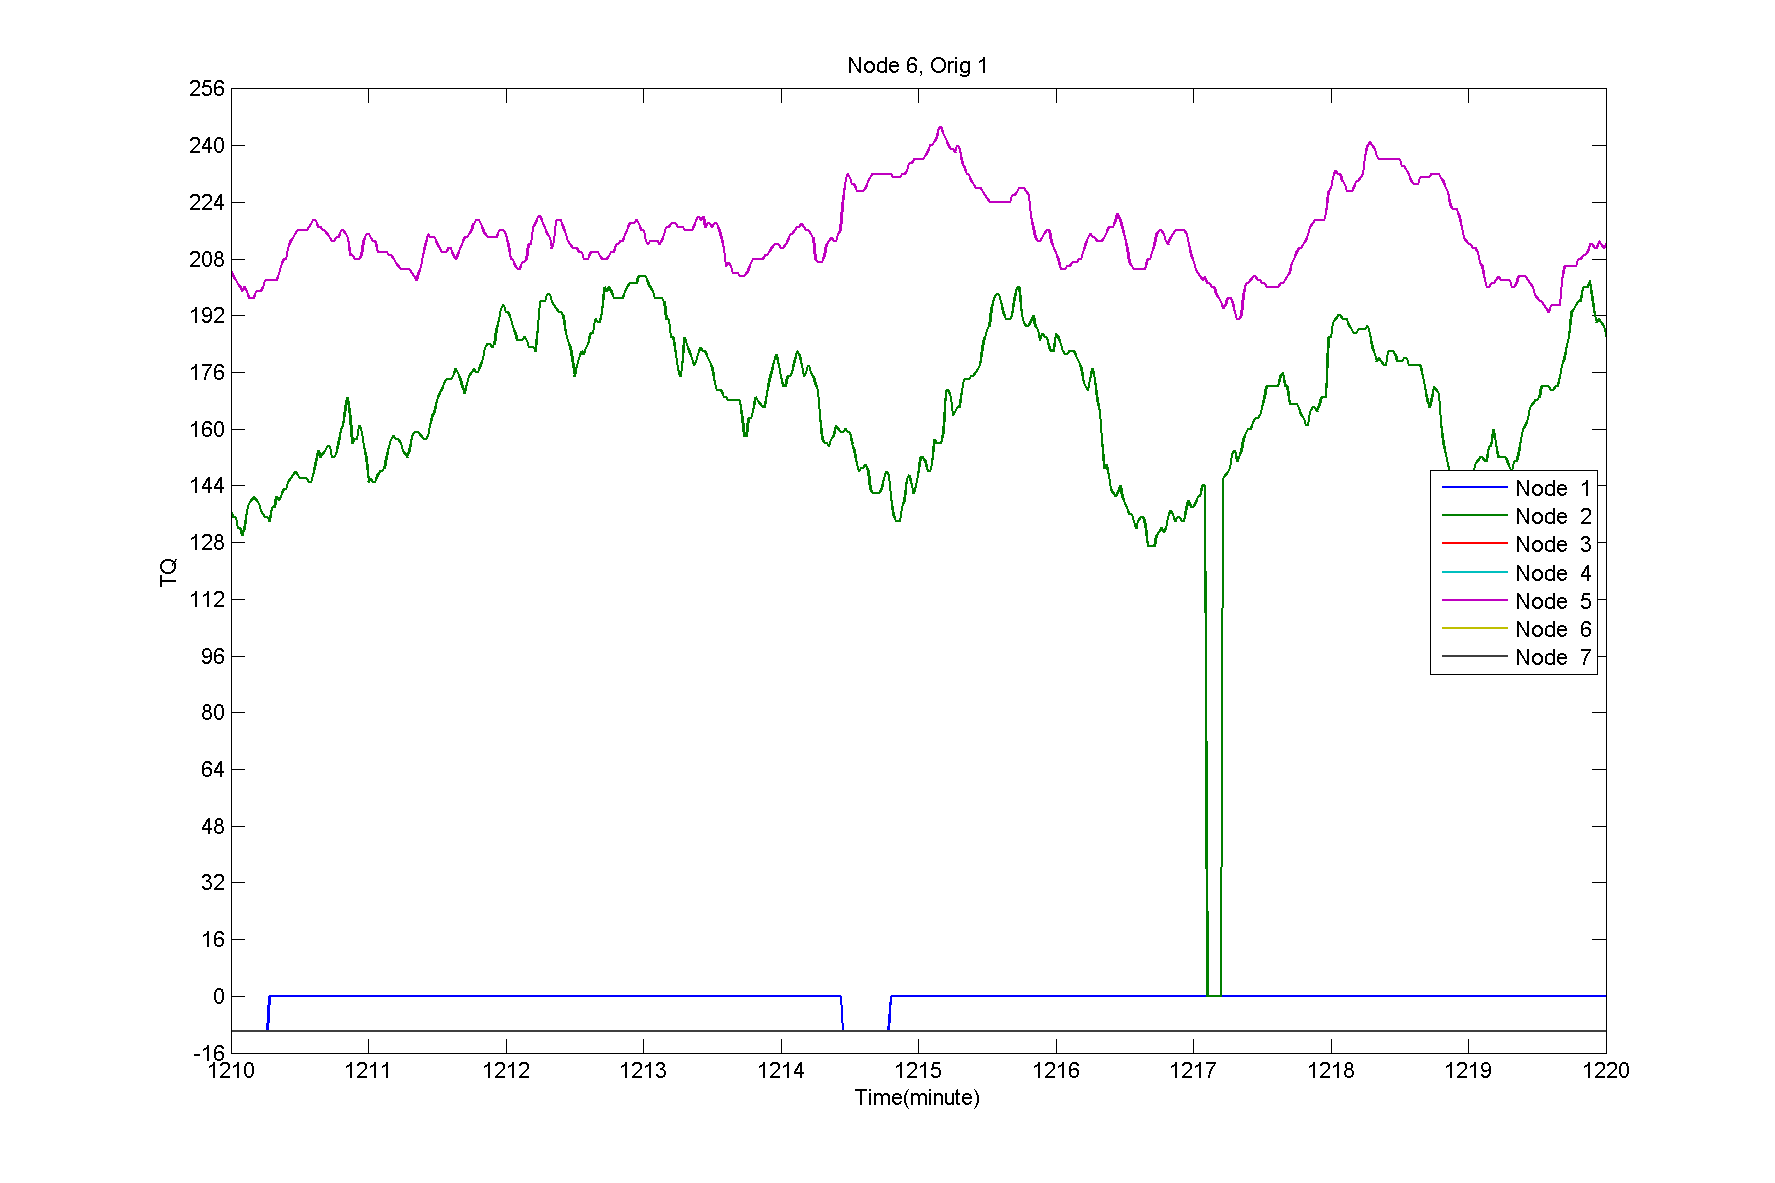 Node 6, Orig 1
256
240
224
208
192
176
160
144
128
112
96
80
64
48
32
16
0
-16
TQ
Node 1
Node 2
Node 3
Node 4
Node 5
Node 6
Node 7
1210 1211 1212 1213 1214 1215 1216 1217 1218 1219 1220
Time(minute)